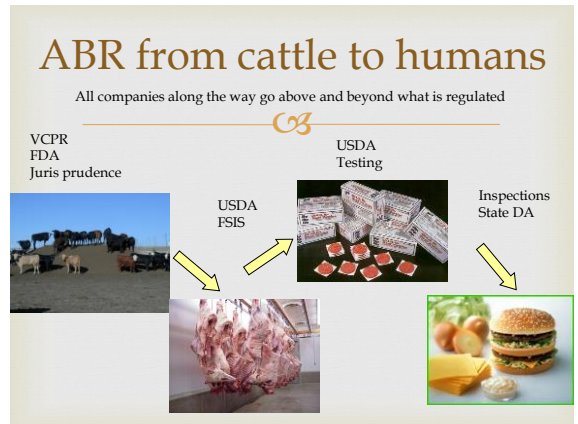 ABR from cattle to humans
All companies along the way go above and beyond what is regulated
VCPR
FDA
Juris prudence
USDA
FSIS
USDA
Testing
Inspections
State DA